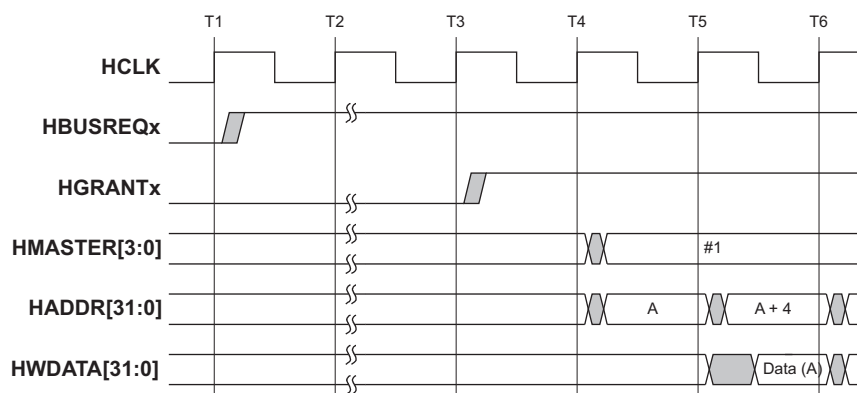 T1 T2 T3 T4 T5 T6
HCLK
HBUSREQx
HGRANTx
HMASTER[3:0] #1
HADDR[31:0] A A + 4
HWDATA[31:0] Data (A)